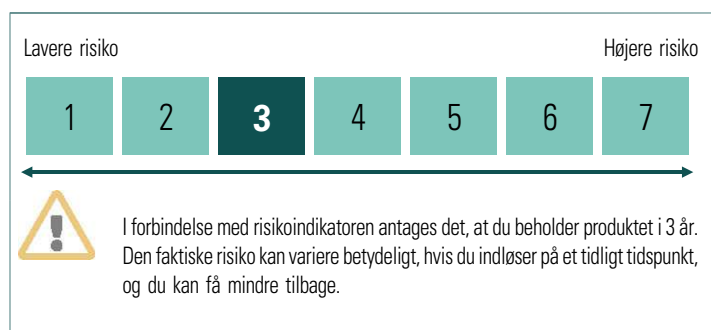 Lavere risiko Højere risiko
1 2 3 4 5 6 7
!
I forbindelse med risikoindikatoren antages det, at du beholder produktet i 3 år.
Den faktiske risiko kan variere betydeligt, hvis du indløser på et tidligt tidspunkt,
og du kan få mindre tilbage.